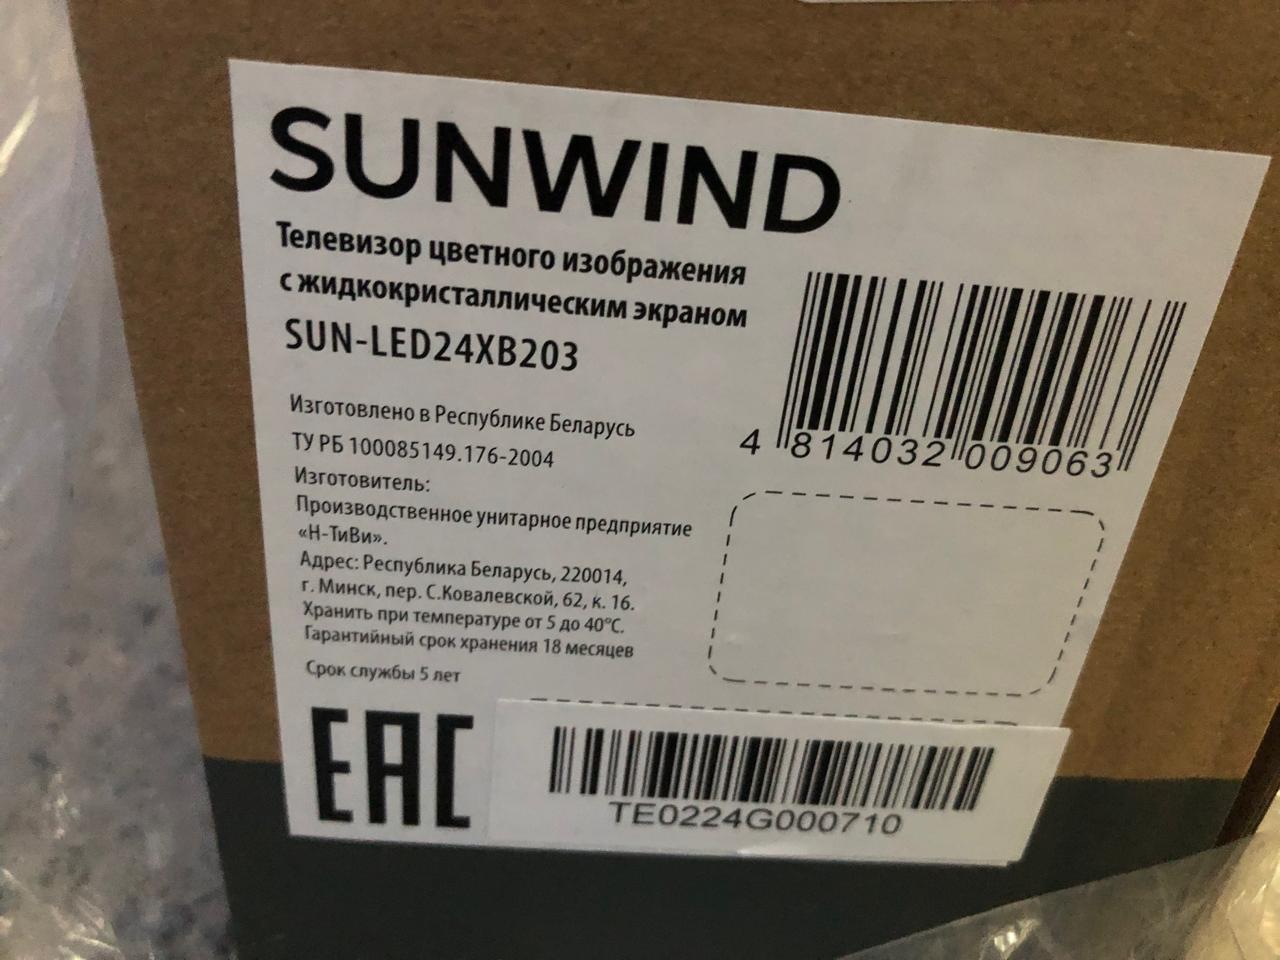 SUNWIND
Телевизор цветного изображения
с жидкокристаллическим экраном
SUN-LED24XB203
4 814032 009063
Изготовлено в Республике Беларусь
ТУ РБ 100085149.176-2004
Изготовитель:
Производственное унитарное предприятие
«Н-ТиВи».
Адрес: Республика Беларусь, 220014,
г. Минск, пер. С.Ковалевской, 62, к. 16.
Хранить при температуре от 5 до 40°С.
Гарантийный срок хранения 18 месяцев
Срок службы 5 лет
EAC
TE0224G000710